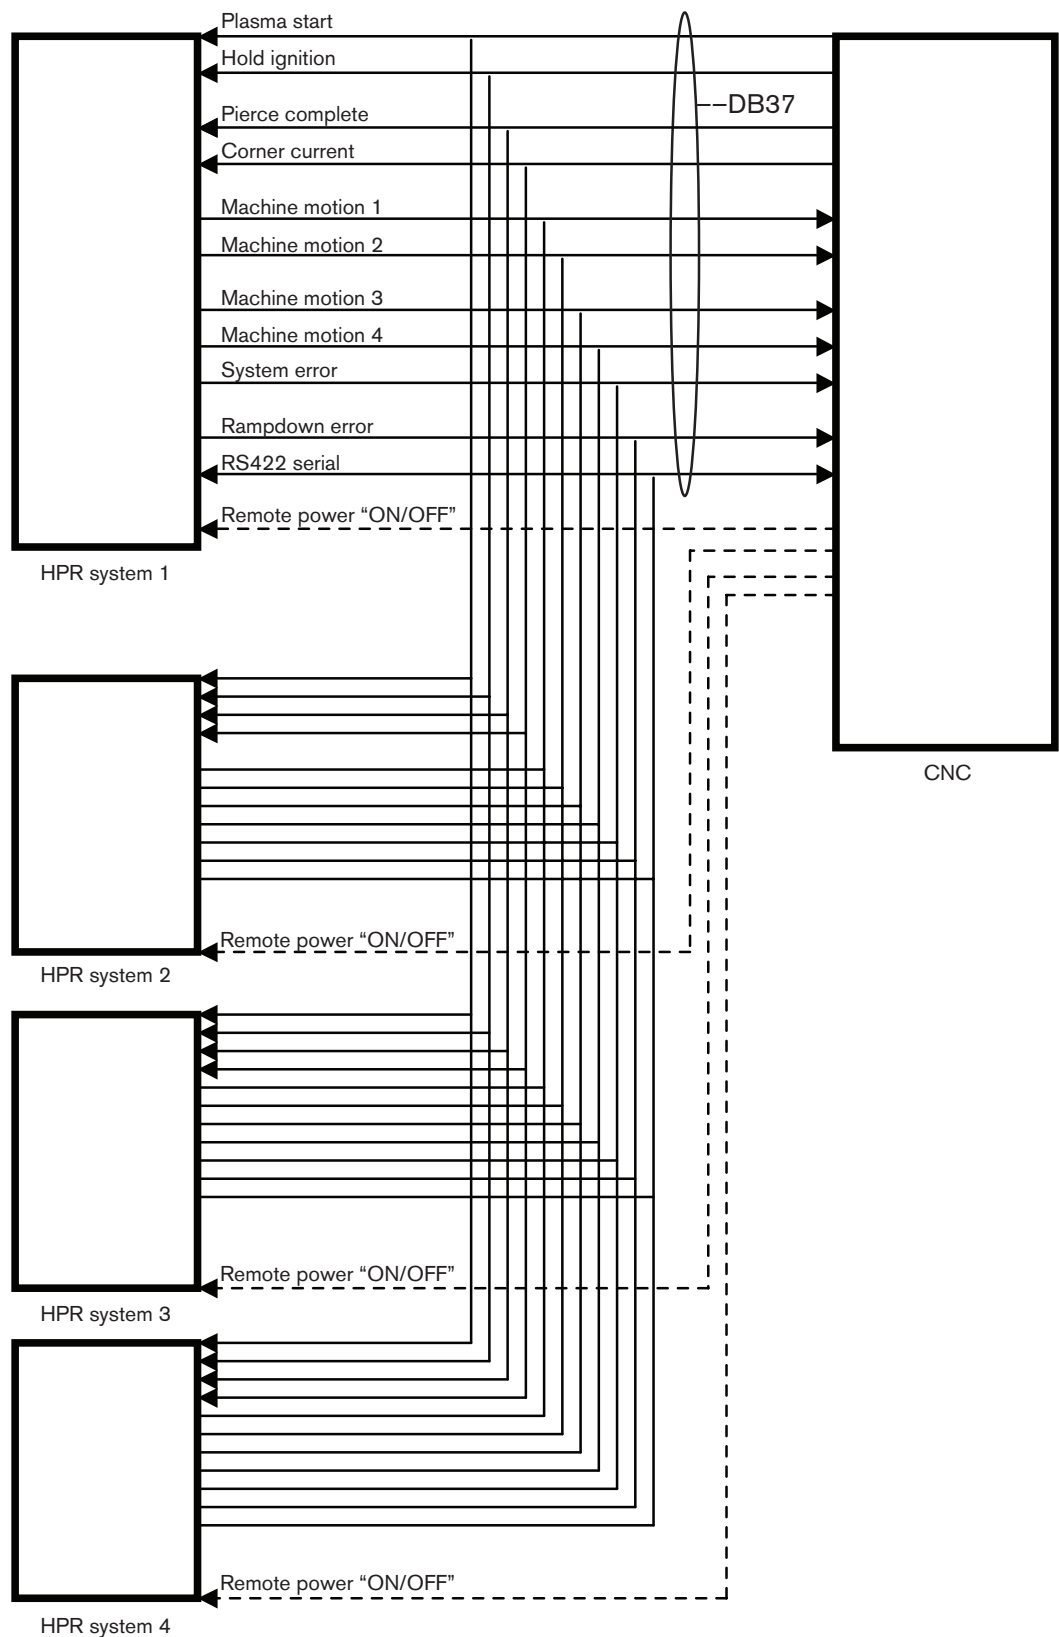 Plasma start
Hold ignition
--DB37
Pierce complete
Corner current
Machine motion 1
Machine motion 2
Machine motion 3
Machine motion 4
System error
Rampdown error
RS422 serial
Remote power “ON/OFF”
HPR system 1
CNC
Remote power “ON/OFF”
HPR system 2
Remote power “ON/OFF”
HPR system 3
Remote power “ON/OFF”
HPR system 4